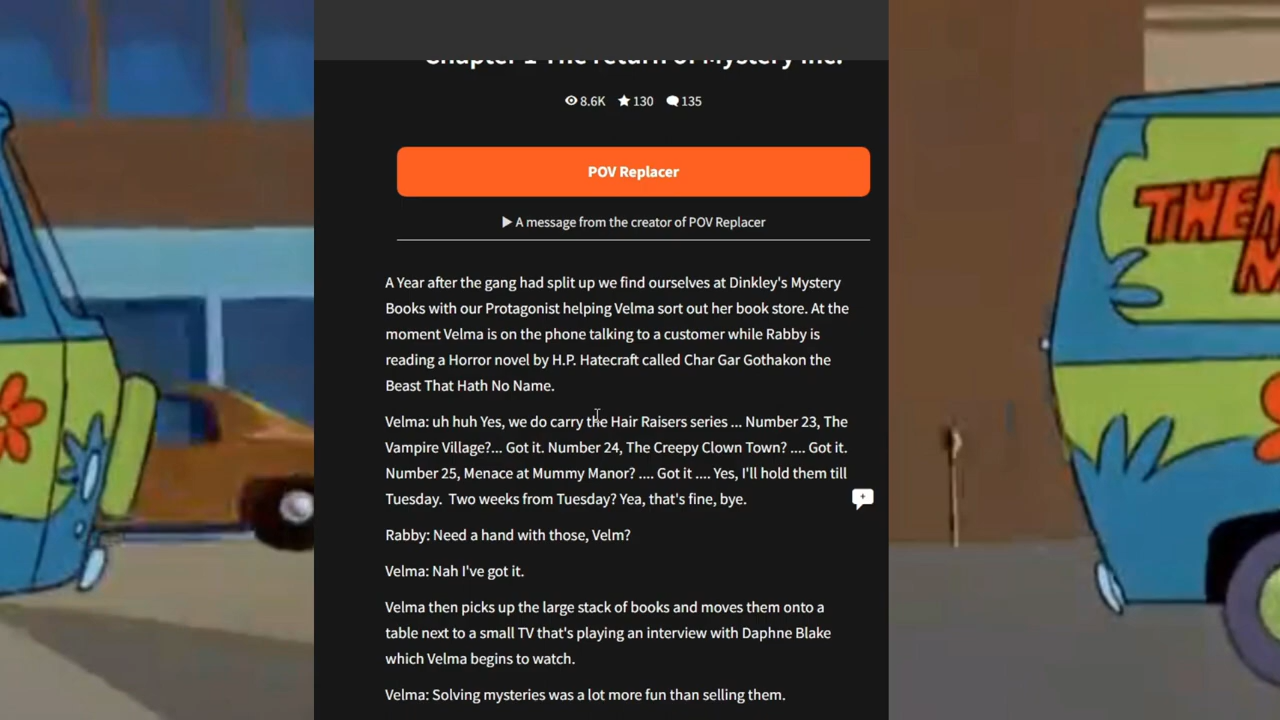 Chapter 1 The return of Mystery Inc.
8.6K 130 135
POV Replacer
▶ A message from the creator of POV Replacer
A Year after the gang had split up we find ourselves at Dinkley's Mystery
Books with our Protagonist helping Velma sort out her book store. At the
moment Velma is on the phone talking to a customer while Rabby is
reading a Horror novel by H.P. Hatecraft called Char Gar Gothakon the
Beast That Hath No Name.
Velma: uh huh Yes, we do carry the Hair Raisers series ... Number 23, The
Vampire Village?... Got it. Number 24, The Creepy Clown Town? .... Got it.
Number 25, Menace at Mummy Manor? .... Got it .... Yes, I'll hold them till
Tuesday.  Two weeks from Tuesday? Yea, that's fine, bye.
Rabby: Need a hand with those, Velm?
Velma: Nah I've got it.
Velma then picks up the large stack of books and moves them onto a
table next to a small TV that's playing an interview with Daphne Blake
which Velma begins to watch.
Velma: Solving mysteries was a lot more fun than selling them.
THE